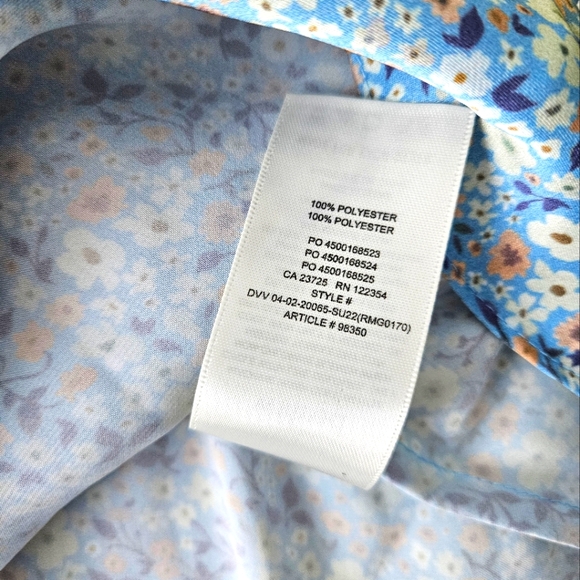 100% POLYESTER
100% POLYESTER
PO 4500168523
PO 4500168524
PO 4500168525
CA 23725 RN 122354
STYLE #
DVV 04-02-20065-SU22(RMG0170)
ARTICLE # 98350